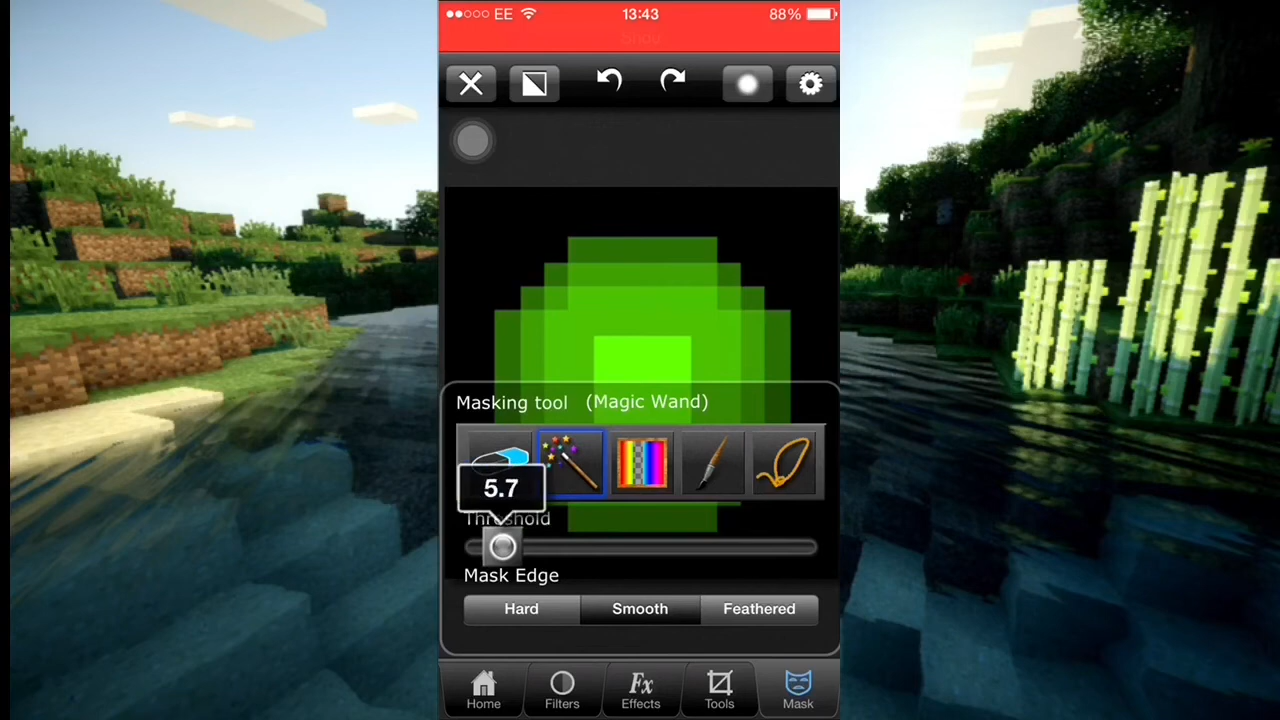 EE 13:43 88%
Masking tool (Magic Wand)
5.7
Threshold
Mask Edge
Hard Smooth Feathered
Fx
Home Filters Effects Tools Mask